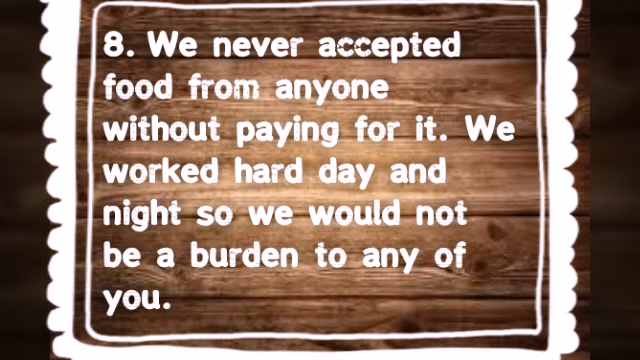 8. We never accepted
food from anyone
without paying for it. We
worked hard day and
night so we would not
be a burden to any of
you.